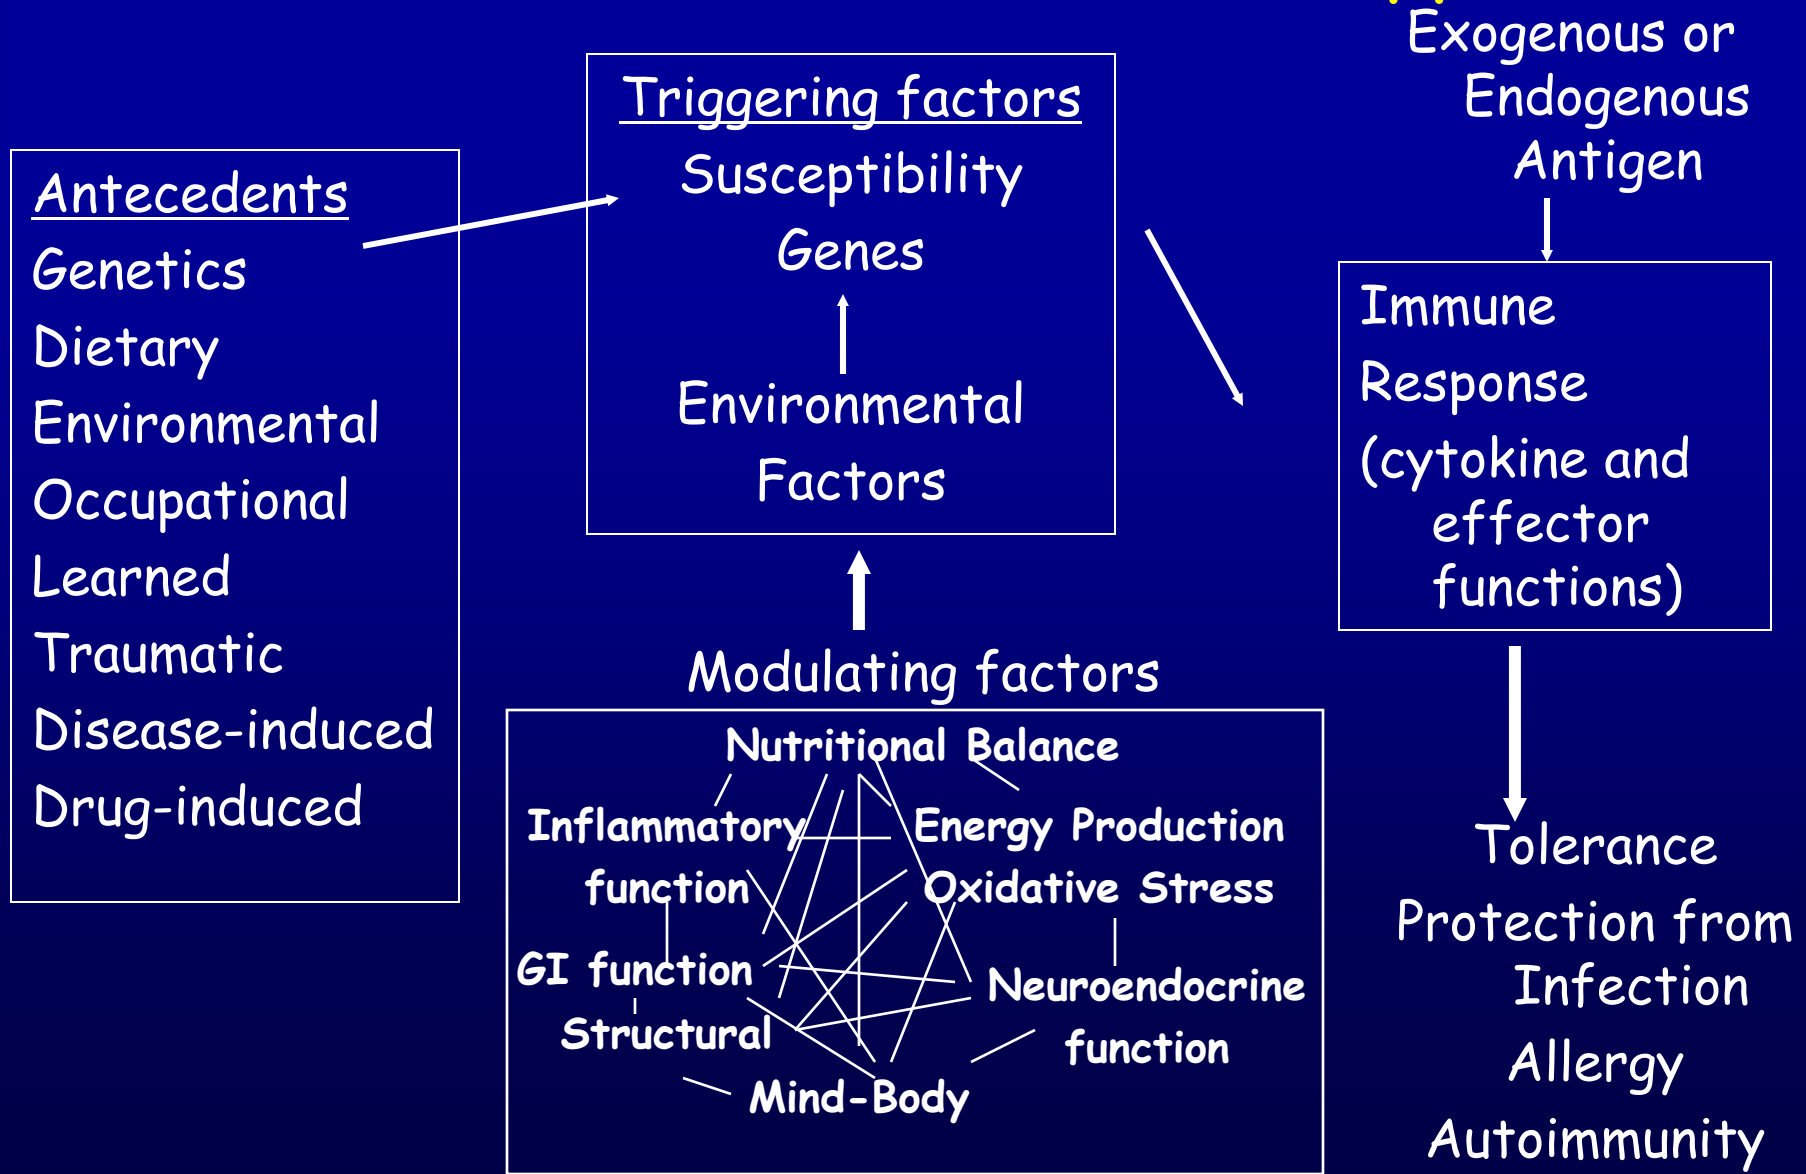 Antecedents
Genetics
Dietary
Environmental
Occupational
Learned
Traumatic
Disease-induced
Drug-induced
Triggering factors
Susceptibility
Genes
Environmental
Factors
Modulating factors
Nutritional Balance
Inflammatory
function
Energy Production
Oxidative Stress
GI function
Structural
Neuroendocrine
function
Mind-Body
Exogenous or
Endogenous
Antigen
Immune
Response
(cytokine and
effector
functions)
Tolerance
Protection from
Infection
Allergy
Autoimmunity